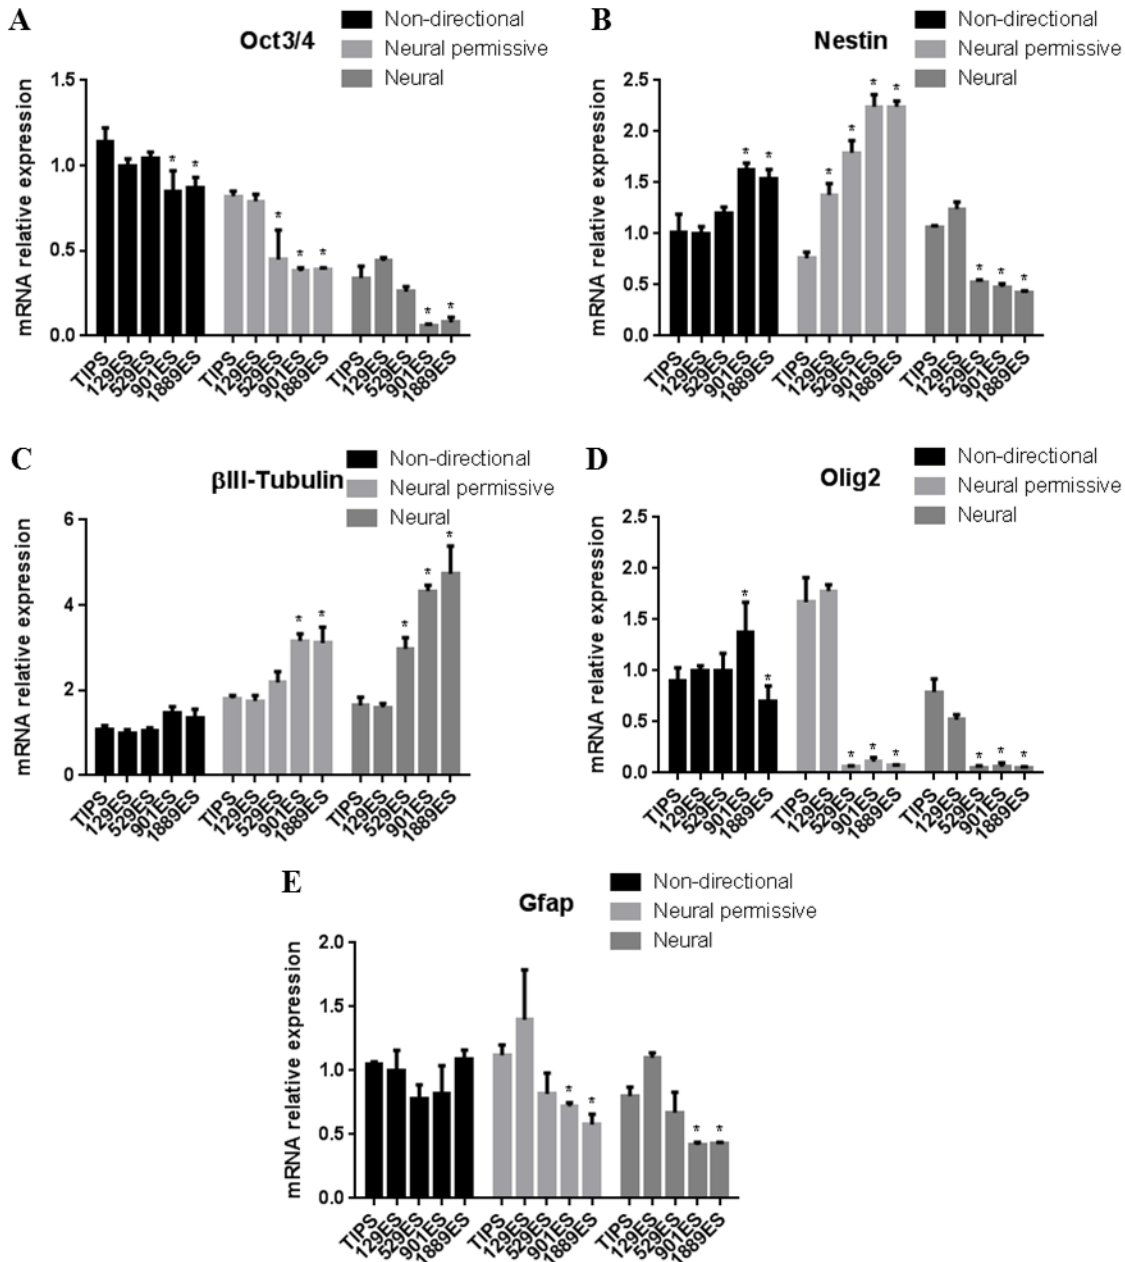 A
Oct3/4
Non-directional
Neural permissive
Neural
mRNA relative expression
1.5
1.0
0.5
0.0
* * * * * * *
TIPS 129ES 529ES 901ES 1889ES TIPS 129ES 529ES 901ES 1889ES TIPS 129ES 529ES 901ES 1889ES
B
Nestin
Non-directional
Neural permissive
Neural
mRNA relative expression
2.5
2.0
1.5
1.0
0.5
0.0
* * * * * * * * *
TIPS 129ES 529ES 901ES 1889ES TIPS 129ES 529ES 901ES 1889ES TIPS 129ES 529ES 901ES 1889ES
C
βIII-Tubulin
Non-directional
Neural permissive
Neural
mRNA relative expression
6
4
2
0
* * * * *
TIPS 129ES 529ES 901ES 1889ES TIPS 129ES 529ES 901ES 1889ES TIPS 129ES 529ES 901ES 1889ES
D
Olig2
Non-directional
Neural permissive
Neural
mRNA relative expression
2.5
2.0
1.5
1.0
0.5
0.0
* * * * * * * *
TIPS 129ES 529ES 901ES 1889ES TIPS 129ES 529ES 901ES 1889ES TIPS 129ES 529ES 901ES 1889ES
E
Gfap
Non-directional
Neural permissive
Neural
mRNA relative expression
2.0
1.5
1.0
0.5
0.0
* * * *
TIPS 129ES 529ES 901ES 1889ES TIPS 129ES 529ES 901ES 1889ES TIPS 129ES 529ES 901ES 1889ES